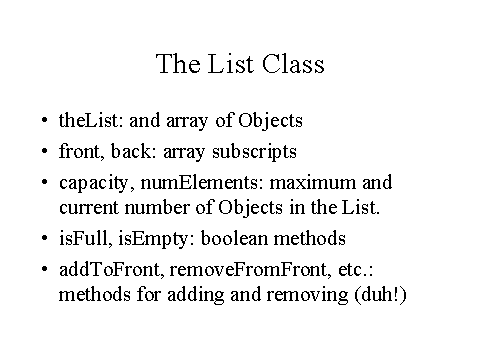 The List Class
• theList: and array of Objects
• front, back: array subscripts
• capacity, numElements: maximum and
current number of Objects in the List.
• isFull, isEmpty: boolean methods
• addToFront, removeFromFront, etc.:
methods for adding and removing (duh!)